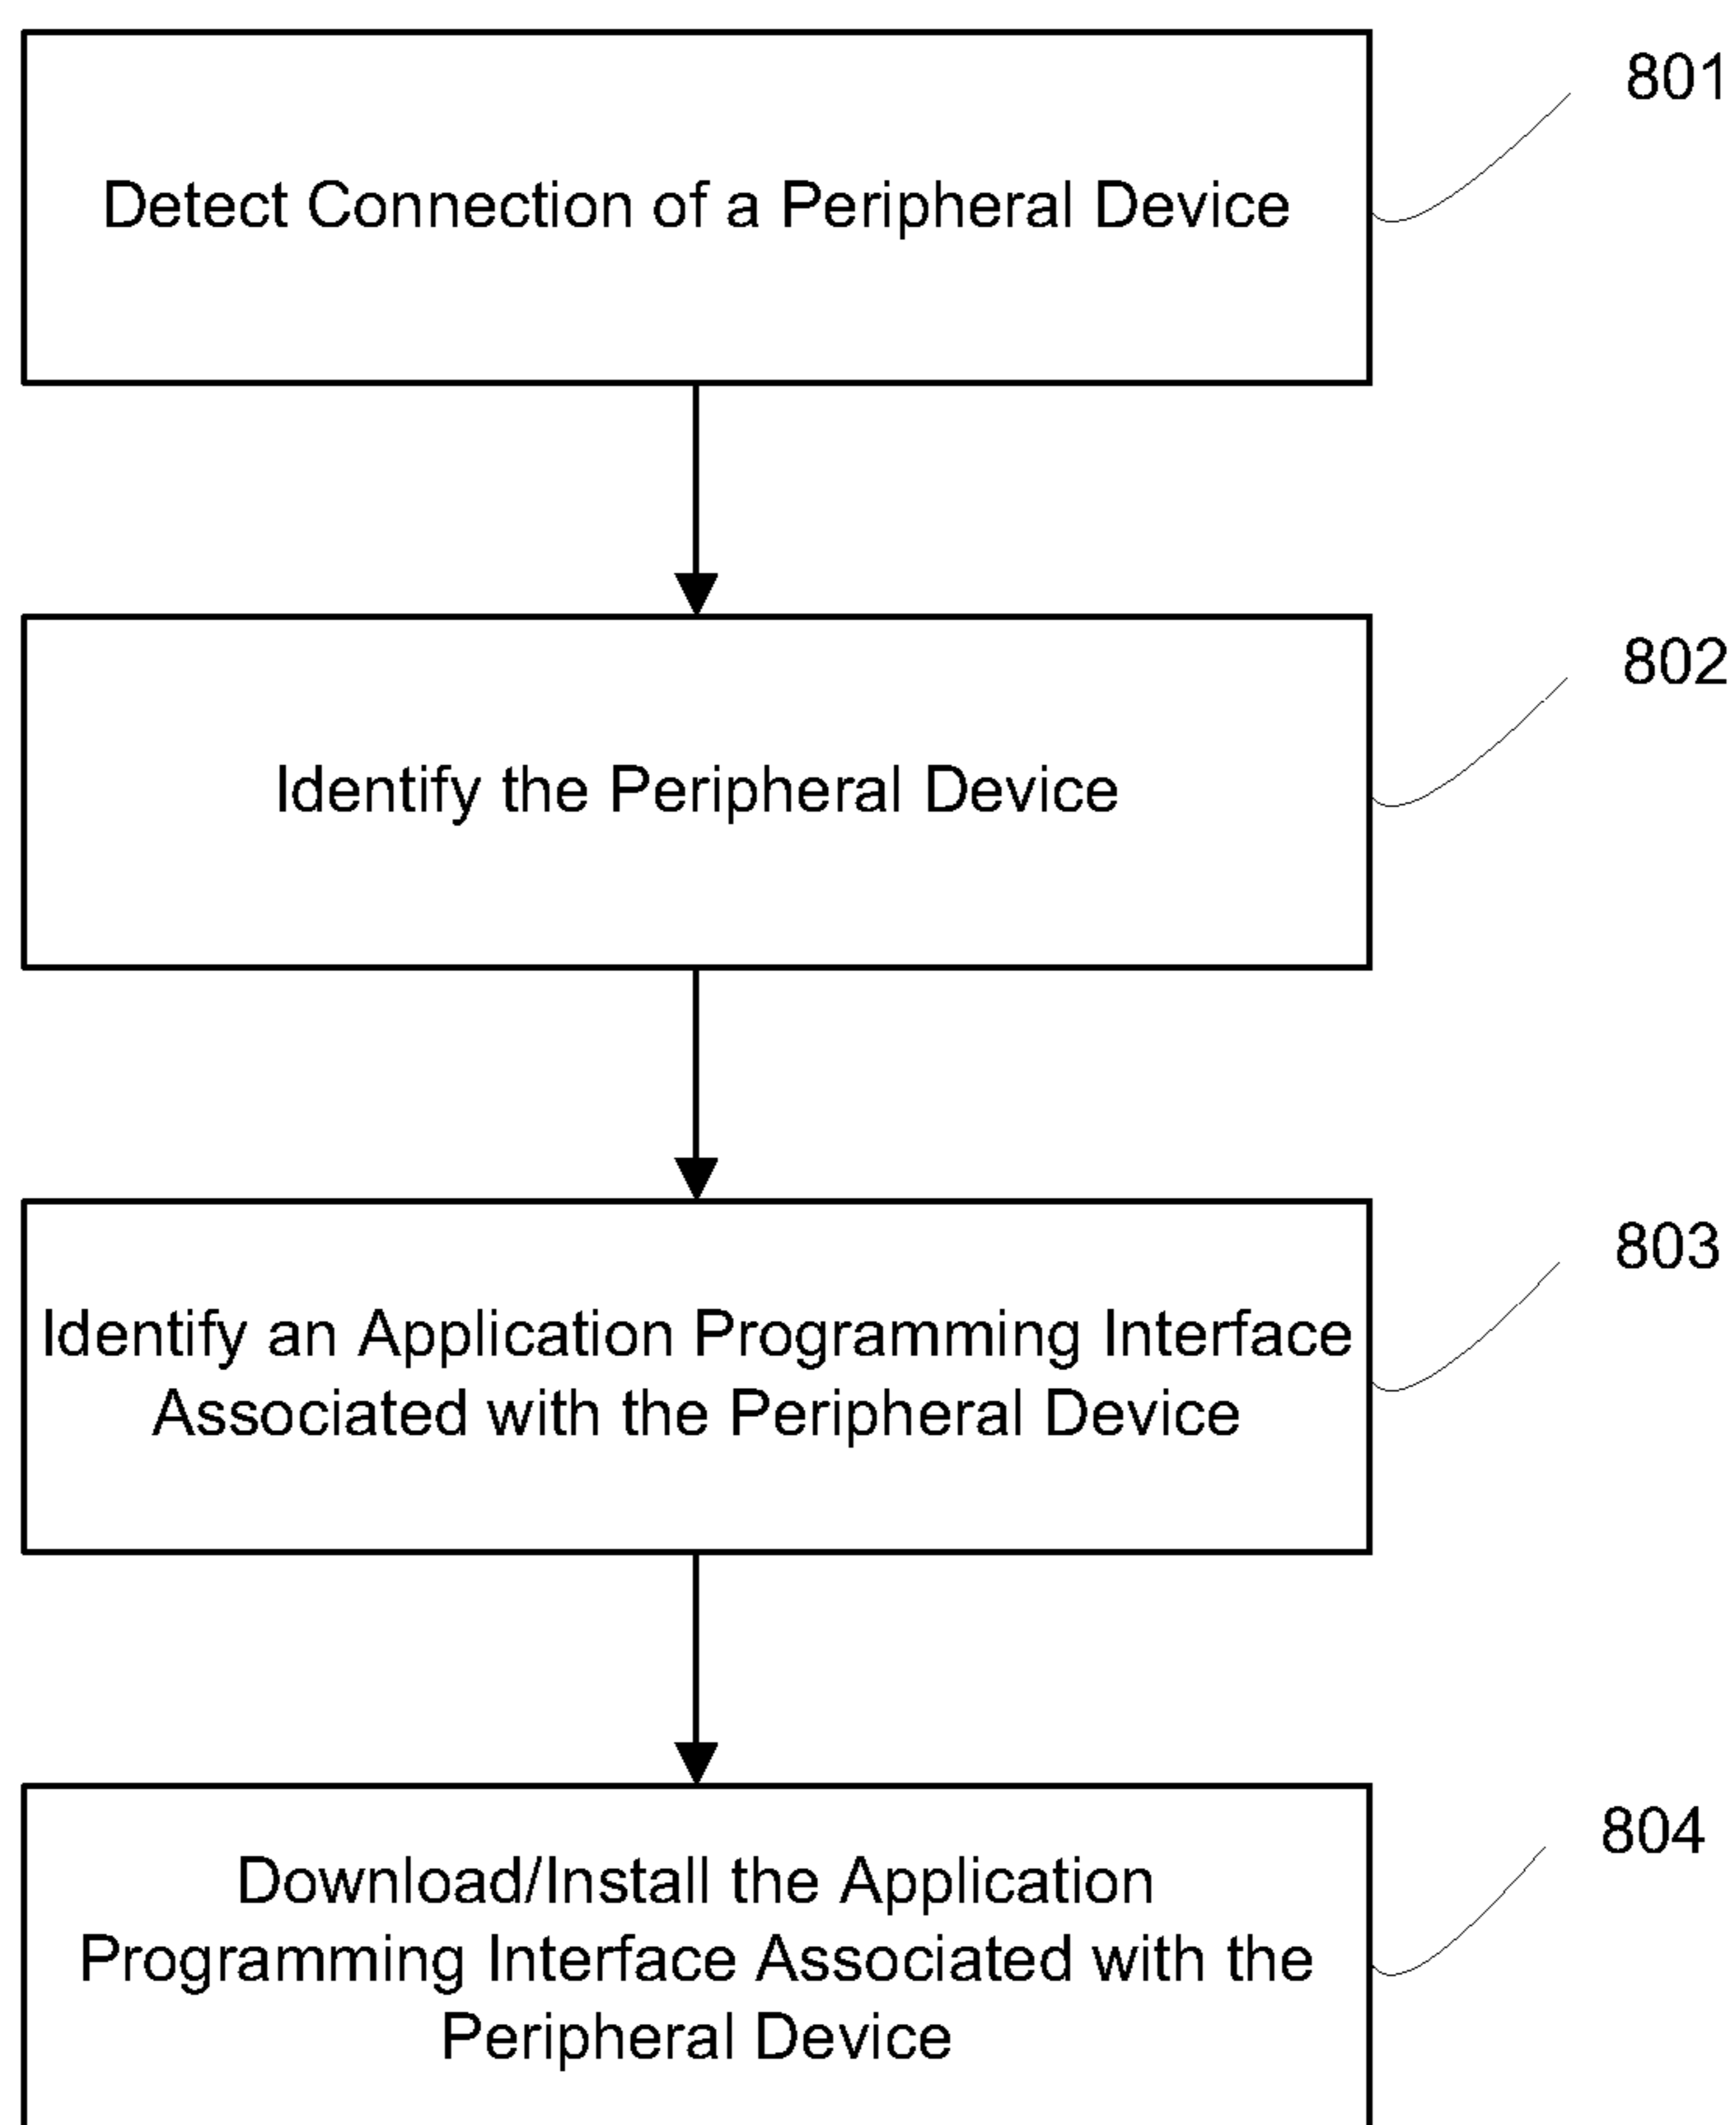 801
Detect Connection of a Peripheral Device
802
Identify the Peripheral Device
803
Identify an Application Programming Interface
Associated with the Peripheral Device
804
Download/Install the Application
Programming Interface Associated with the
Peripheral Device